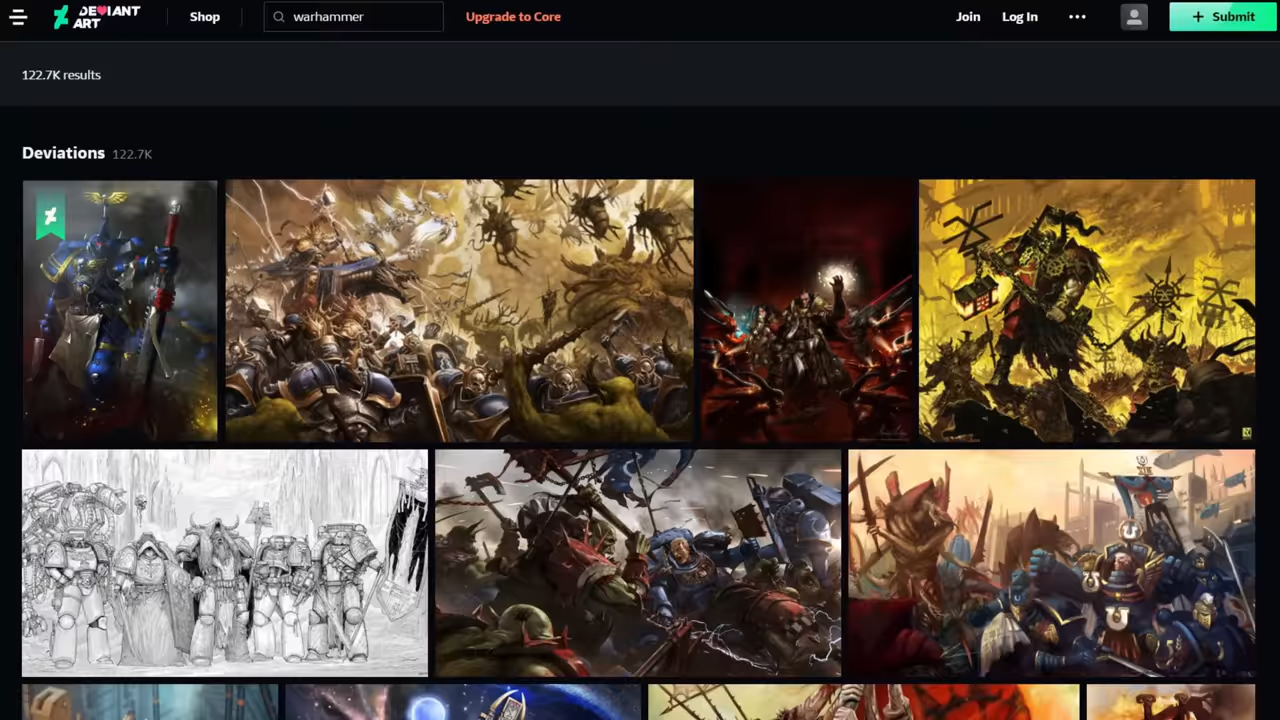 DEVIANT ART
Shop
warhammer
Upgrade to Core
Join
Log In
Submit
122.7K results
Deviations 122.7K